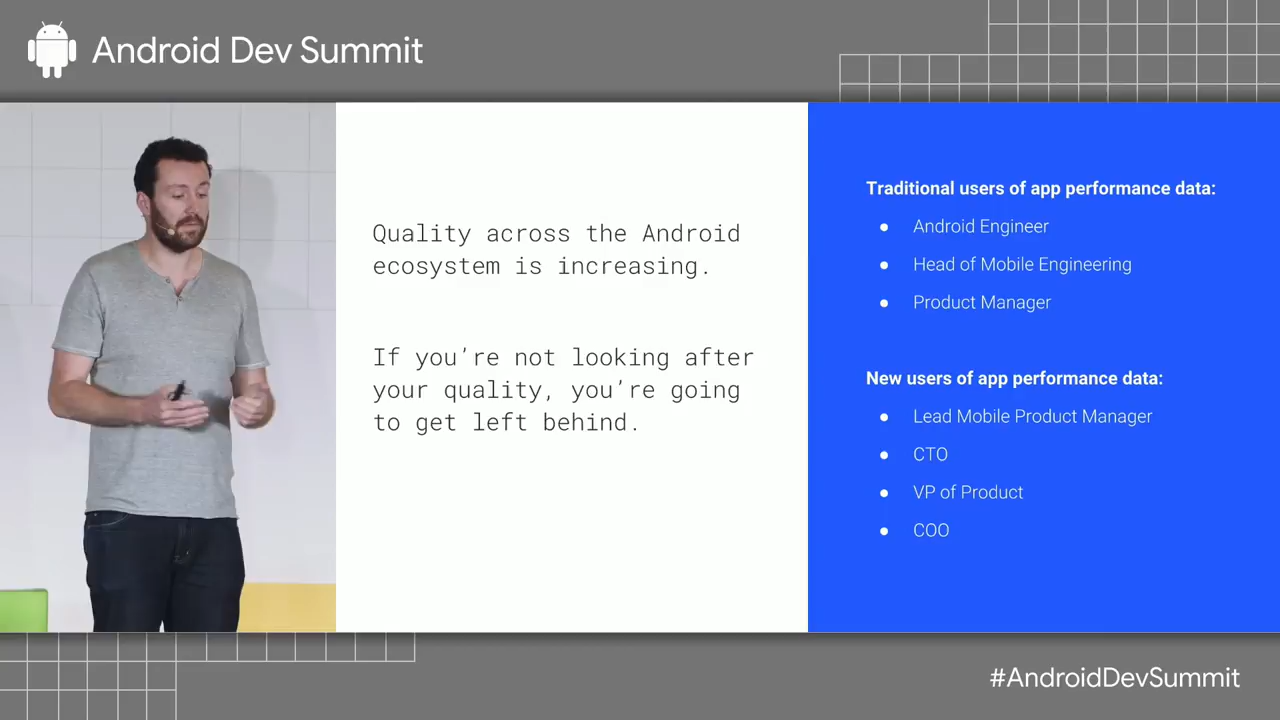 Android Dev Summit
Quality across the Android
ecosystem is increasing.
If you’re not looking after
your quality, you’re going
to get left behind.
Traditional users of app performance data:
● Android Engineer
● Head of Mobile Engineering
● Product Manager
New users of app performance data:
● Lead Mobile Product Manager
● CTO
● VP of Product
● COO
#AndroidDevSummit